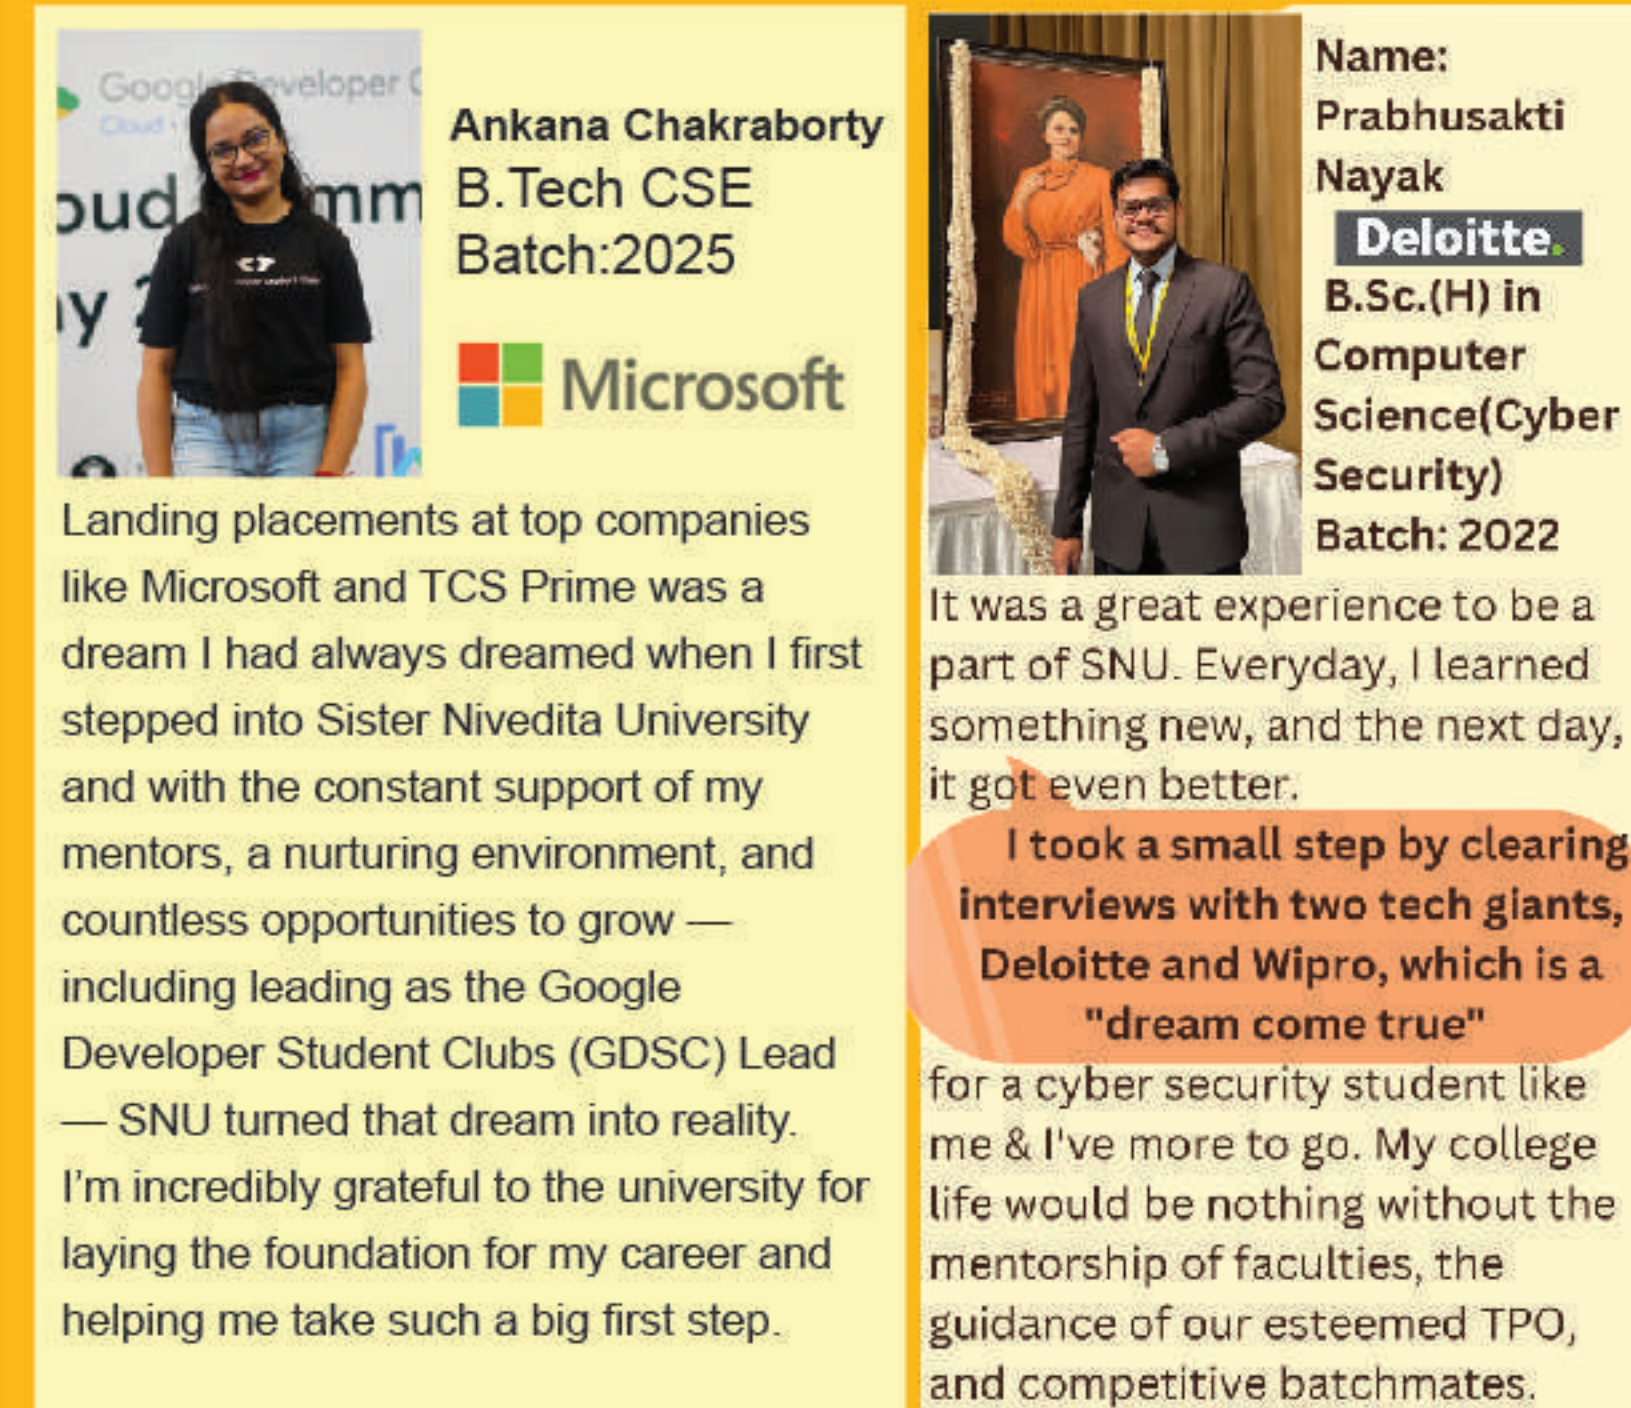 Google Developer
Cloud
oud
mm
Ankana Chakraborty
B.Tech CSE
Batch:2025
Microsoft
Landing placements at top companies
like Microsoft and TCS Prime was a
dream I had always dreamed when I first
stepped into Sister Nivedita University
and with the constant support of my
mentors, a nurturing environment, and
countless opportunities to grow —
including leading as the Google
Developer Student Clubs (GDSC) Lead
— SNU turned that dream into reality.
I'm incredibly grateful to the university for
laying the foundation for my career and
helping me take such a big first step.
Name:
Prabhusakti
Nayak
Deloitte.
B.Sc.(H) in
Computer
Science(Cyber
Security)
Batch: 2022
It was a great experience to be a
part of SNU. Everyday, I learned
something new, and the next day,
it got even better.
I took a small step by clearing
interviews with two tech giants,
Deloitte and Wipro, which is a
"dream come true"
for a cyber security student like
me & I've more to go. My college
life would be nothing without the
mentorship of faculties, the
guidance of our esteemed TPO,
and competitive batchmates.